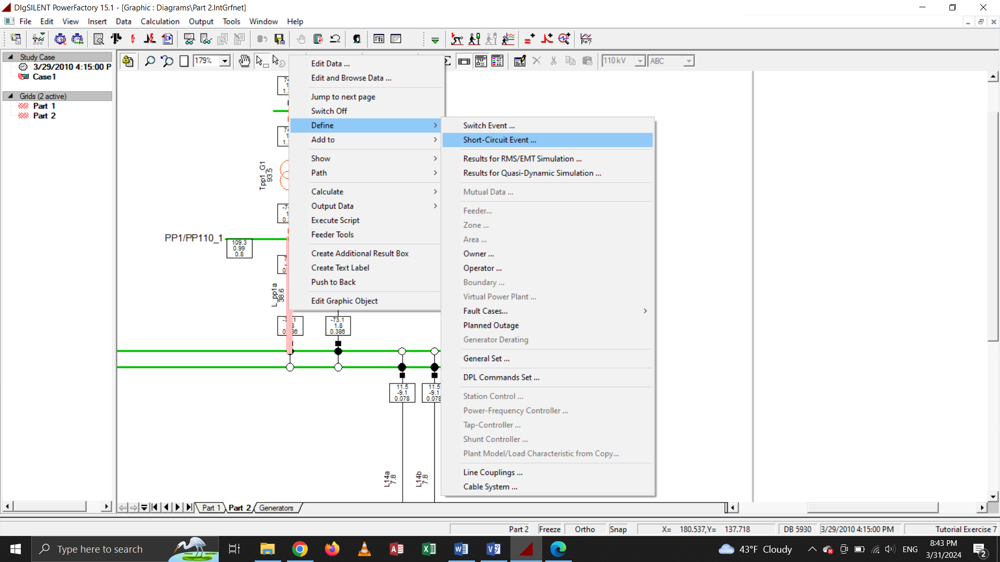 DIgSILENT PowerFactory 15.1 - [Graphic : Diagrams\Part 2.IntGrfnet]
File Edit View Insert Data Calculation Output Tools Window Help
179%
110 kV
ABC
Study Case
3/29/2010 4:15:00 P
Case1
Grids (2 active)
Part 1
Part 2
Tpp1_G1
93.5
PP1/PP110_1
109.3
0.99
0.8
L_pp1a
38.6
-73.1
1.8
0.386
11.5
-9.1
0.078
11.5
-9.1
0.078
L14a
7.8
L14b
7.8
Edit Data ...
Edit and Browse Data ...
Jump to next page
Switch Off
Define
Add to
Show
Path
Calculate
Output Data
Execute Script
Feeder Tools
Create Additional Result Box
Create Text Label
Push to Back
Edit Graphic Object
Switch Event ...
Short-Circuit Event ...
Results for RMS/EMT Simulation ...
Results for Quasi-Dynamic Simulation ...
Mutual Data ...
Feeder...
Zone ...
Area ...
Owner ...
Operator ...
Boundary ...
Virtual Power Plant ...
Fault Cases...
Planned Outage
Generator Derating
General Set ...
DPL Commands Set ...
Station Control ...
Power-Frequency Controller ...
Tap-Controller ...
Shunt Controller ...
Plant Model/Load Characteristic from Copy...
Line Couplings ...
Cable System ...
Part 1 Part 2 Generators
Part 2 Freeze Ortho Snap X= 180.537,Y= 137.718 DB 5930 3/29/2010 4:15:00 PM Tutorial Exercise 7
Type here to search
43°F Cloudy
ENG
8:43 PM
3/31/2024
2